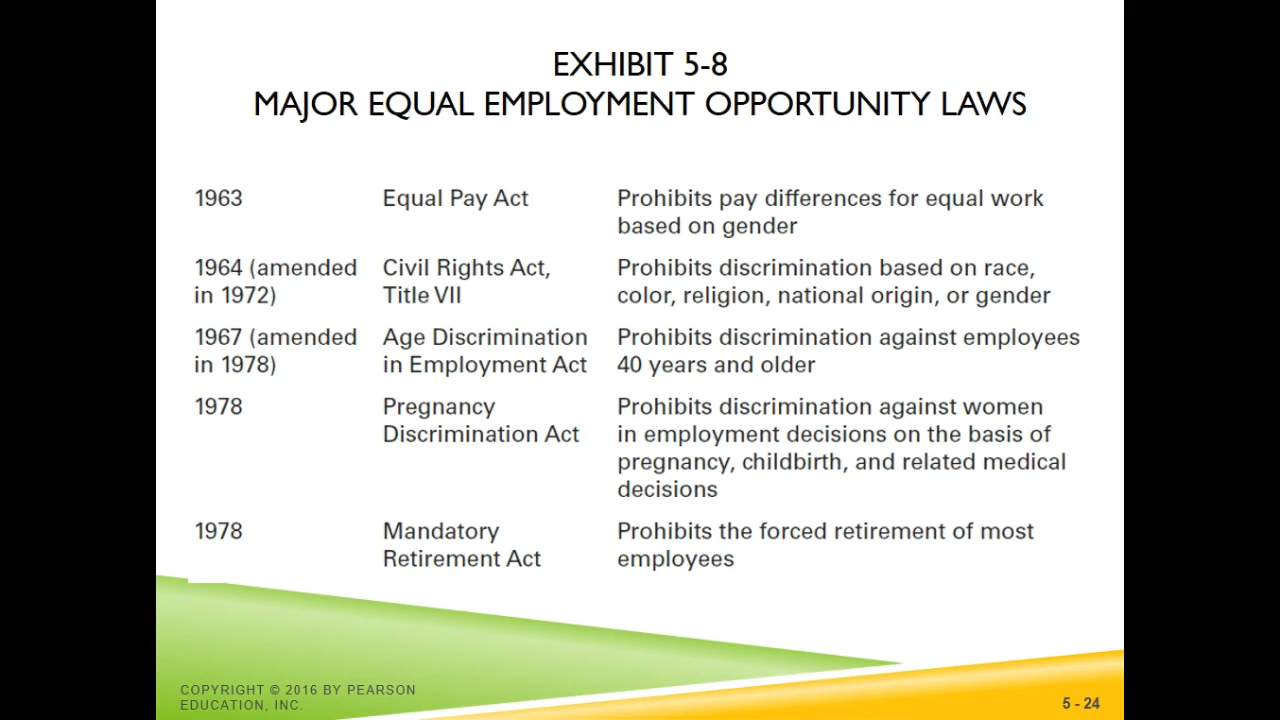 EXHIBIT 5-8
MAJOR EQUAL EMPLOYMENT OPPORTUNITY LAWS
1963 Equal Pay Act Prohibits pay differences for equal work
based on gender
1964 (amended Civil Rights Act, Prohibits discrimination based on race,
in 1972) Title VII color, religion, national origin, or gender
1967 (amended Age Discrimination Prohibits discrimination against employees
in 1978) in Employment Act 40 years and older
1978 Pregnancy Prohibits discrimination against women
Discrimination Act in employment decisions on the basis of
pregnancy, childbirth, and related medical
decisions
1978 Mandatory Prohibits the forced retirement of most
Retirement Act employees
COPYRIGHT © 2016 BY PEARSON
EDUCATION, INC.
5 - 24